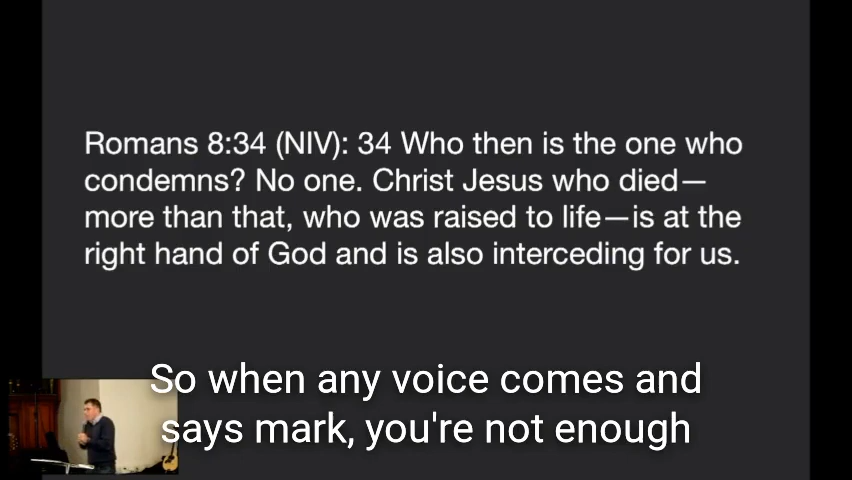 Romans 8:34 (NIV): 34 Who then is the one who
condemns? No one. Christ Jesus who died—
more than that, who was raised to life—is at the
right hand of God and is also interceding for us.
So when any voice comes and
says mark, you're not enough